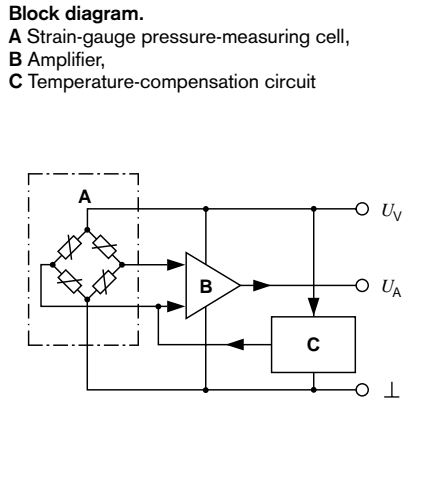 Block diagram.
A Strain-gauge pressure-measuring cell,
B Amplifier,
C Temperature-compensation circuit
A
U_V
B
U_A
C
⊥